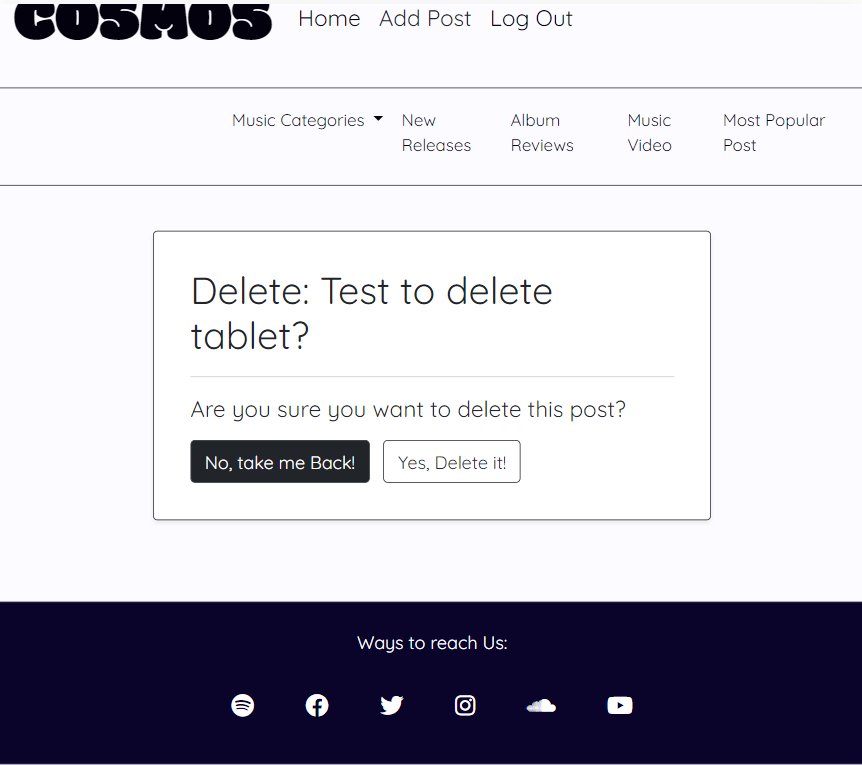 COSMOS Home Add Post Log Out
Music Categories New Releases Album Reviews Music Video Most Popular Post
Delete: Test to delete
tablet?
Are you sure you want to delete this post?
No, take me Back! Yes, Delete it!
Ways to reach Us: